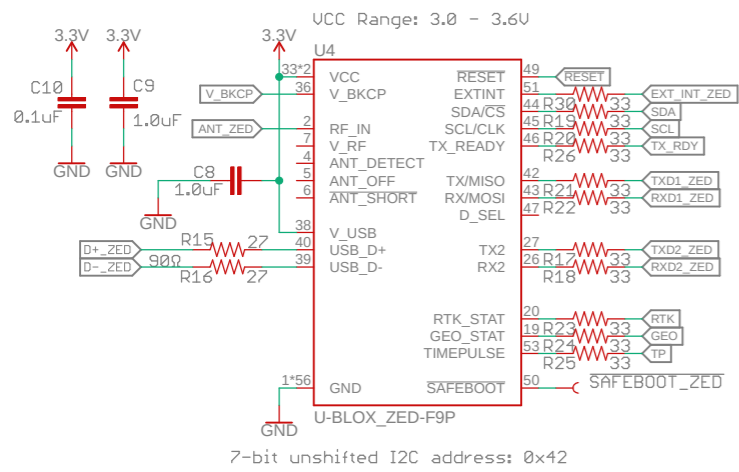 VCC Range: 3.0 - 3.6V
3.3V 3.3V 3.3V
U4
C10 C9
0.1uF 1.0uF
GND GND
33*2 VCC RESET 49 RESET
V_BKCP 36 V_BKCP EXTINT 51 R30 33 EXT_INT_ZED
SDA/CS 44 R19 33 SDA
ANT_ZED 2 RF_IN SCL/CLK 45 R20 33 SCL
7 V_RF TX_READY 46 R26 33 TX_RDY
4 ANT_DETECT
C8 1.0uF 5 ANT_OFF TX/MISO 42 R21 33 TXD1_ZED
6 ANT_SHORT RX/MOSI 43 R22 33 RXD1_ZED
GND D_SEL 47
38 V_USB
D+_ZED R15 27 40 USB_D+ TX2 27 R17 33 TXD2_ZED
D-_ZED 90Ω R16 27 39 USB_D- RX2 26 R18 33 RXD2_ZED
RTK_STAT 20 R23 33 RTK
GEO_STAT 19 R24 33 GEO
TIMEPULSE 53 R25 33 TP
1*56 GND SAFEBOOT 50 SAFEBOOT_ZED
GND U-BLOX_ZED-F9P
7-bit unshifted I2C address: 0x42